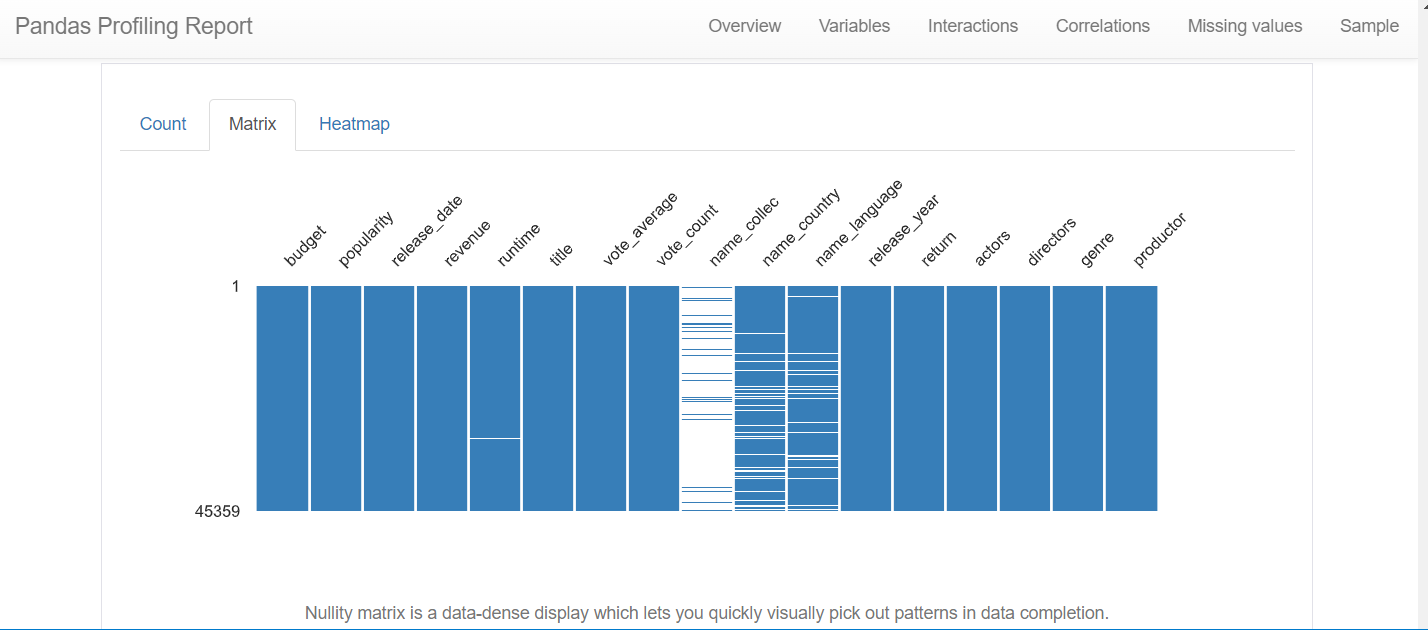 Pandas Profiling Report
Overview Variables Interactions Correlations Missing values Sample
Count Matrix Heatmap
budget popularity release_date revenue runtime title vote_average vote_count name_collec name_country name_language release_year return actors directors genre productor
1
45359
Nullity matrix is a data-dense display which lets you quickly visually pick out patterns in data completion.